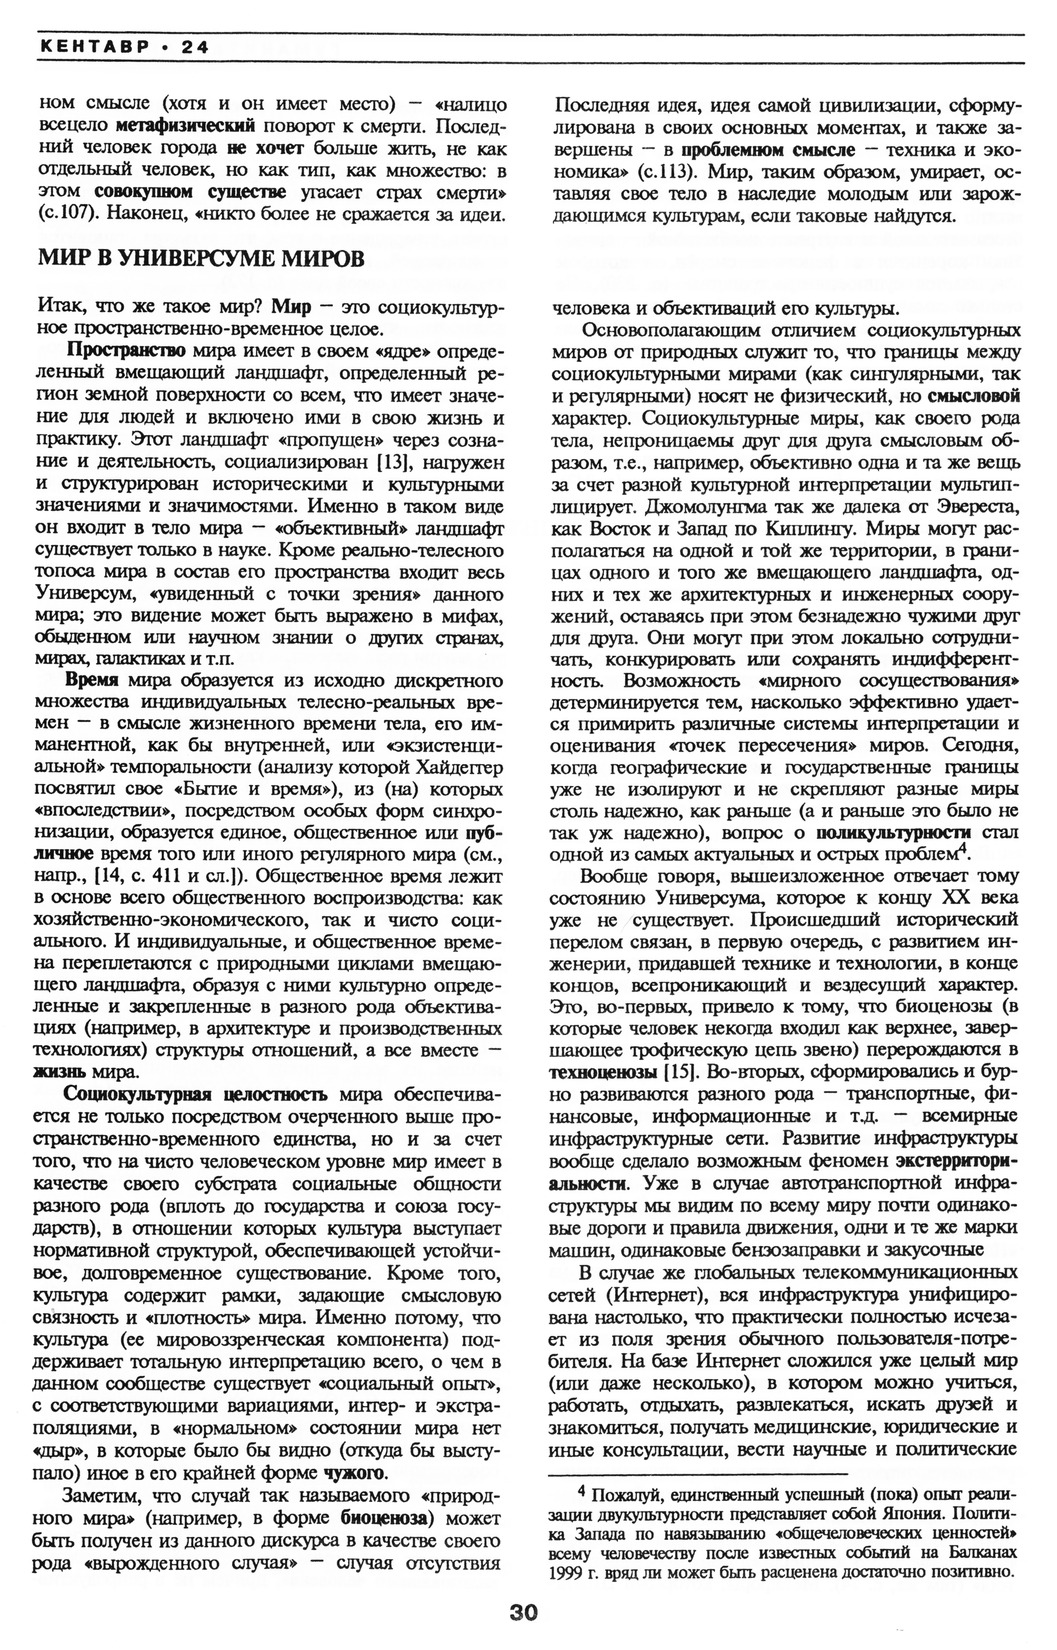 КЕНТАВР • 24
ном смысле (хотя и он имеет место) — «налицо
всецело метафизический поворот к смерти. Послед-
ний человек города не хочет больше жить, не как
отдельный человек, но как тип, как множество: в
этом совокупном существе угасает страх смерти»
(с.107). Наконец, «никто более не сражается за идеи.
Последняя идея, идея самой цивилизации, сформу-
лирована в своих основных моментах, и также за-
вершены — в проблемном смысле — техника и эко-
номика» (с.113). Мир, таким образом, умирает, ос-
тавляя свое тело в наследие молодым или зарож-
дающимся культурам, если таковые найдутся.
МИР В УНИВЕРСУМЕ МИРОВ
Итак, что же такое мир? Мир — это социокультур-
ное пространственно-временное целое.
Пространство мира имеет в своем «ядре» опреде-
ленный вмещающий ландшафт, определенный ре-
гион земной поверхности со всем, что имеет значе-
ние для людей и включено ими в свою жизнь и
практику. Этот ландшафт «пропущен» через созна-
ние и деятельность, социализирован [13], нагружен
и структурирован историческими и культурными
значениями и значимостями. Именно в таком виде
он входит в тело мира — «объективный» ландшафт
существует только в науке. Кроме реально-телесного
топоса мира в состав его пространства входит весь
Универсум, «увиденный с точки зрения» данного
мира; это видение может быть выражено в мифах,
обыденном или научном знании о других странах,
мирах, галактиках и т.п.
Время мира образуется из исходно дискретного
множества индивидуальных телесно-реальных вре-
мен — в смысле жизненного времени тела, его им-
манентной, как бы внутренней, или «экзистенци-
альной» темпоральности (анализу которой Хайдеггер
посвятил свое «Бытие и время»), из (на) которых
«впоследствии», посредством особых форм синхро-
низации, образуется единое, общественное или пуб-
личное время того или иного регулярного мира (см.,
напр., [14, с. 411 и сл.]). Общественное время лежит
в основе всего общественного воспроизводства: как
хозяйственно-экономического, так и чисто соци-
ального. И индивидуальные, и общественное време-
на переплетаются с природными циклами вмещаю-
щего ландшафта, образуя с ними культурно опреде-
ленные и закрепленные в разного рода объектива-
циях (например, в архитектуре и производственных
технологиях) структуры отношений, а все вместе —
жизнь мира.
Социокультурная целостность мира обеспечива-
ется не только посредством очерченного выше про-
странственно-временного единства, но и за счет
того, что на чисто человеческом уровне мир имеет в
качестве своего субстрата социальные общности
разного рода (вплоть до государства и союза госу-
дарств), в отношении которых культура выступает
нормативной структурой, обеспечивающей устойчи-
вое, долговременное существование. Кроме того,
культура содержит рамки, задающие смысловую
связность и «плотность» мира. Именно потому, что
культура (ее мировоззренческая компонента) под-
держивает тотальную интерпретацию всего, о чем в
данном сообществе существует «социальный опыт»,
с соответствующими вариациями, интер- и экстра-
поляциями, в «нормальном» состоянии мира нет
«дыр», в которые было бы видно (откуда бы высту-
пало) иное в его крайней форме чужого.
Заметим, что случай так называемого «природ-
ного мира» (например, в форме биоценоза) может
быть получен из данного дискурса в качестве своего
рода «вырожденного случая» — случая отсутствия
человека и объективаций его культуры.
Основополагающим отличием социокультурных
миров от природных служит то, что границы между
социокультурными мирами (как сингулярными, так
и регулярными) носят не физический, но смысловой
характер. Социокультурные миры, как своего рода
тела, непроницаемы друг для друга смысловым об-
разом, т.е., например, объективно одна и та же вещь
за счет разной культурной интерпретации мультип-
лицирует. Джомолунгма так же далека от Эвереста,
как Восток и Запад по Киплингу. Миры могут рас-
полагаться на одной и той же территории, в грани-
цах одного и того же вмещающего ландшафта, од-
них и тех же архитектурных и инженерных соору-
жений, оставаясь при этом безнадежно чужими друг
для друга. Они могут при этом локально сотрудни-
чать, конкурировать или сохранять индифферент-
ность. Возможность «мирного сосуществования»
детерминируется тем, насколько эффективно удает-
ся примирить различные системы интерпретации и
оценивания «точек пересечения» миров. Сегодня,
когда географические и государственные границы
уже не изолируют и не скрепляют разные миры
столь надежно, как раньше (а и раньше это было не
так уж надежно), вопрос о поликультурности стал
одной из самых актуальных и острых проблем⁴.
Вообще говоря, вышеизложенное отвечает тому
состоянию Универсума, которое к концу XX века
уже не существует. Происшедший исторический
перелом связан, в первую очередь, с развитием ин-
женерии, придавшей технике и технологии, в конце
концов, всепроникающий и вездесущий характер.
Это, во-первых, привело к тому, что биоценозы (в
которые человек некогда входил как верхнее, завер-
шающее трофическую цепь звено) перерождаются в
техноценозы [15]. Во-вторых, сформировались и бур-
но развиваются разного рода — транспортные, фи-
нансовые, информационные и т.д. — всемирные
инфраструктурные сети. Развитие инфраструктуры
вообще сделало возможным феномен экстерритори-
альности. Уже в случае автотранспортной инфра-
структуры мы видим по всему миру почти одинако-
вые дороги и правила движения, одни и те же марки
машин, одинаковые бензозаправки и закусочные
В случае же глобальных телекоммуникационных
сетей (Интернет), вся инфраструктура унифициро-
вана настолько, что практически полностью исчеза-
ет из поля зрения обычного пользователя-потре-
бителя. На базе Интернет сложился уже целый мир
(или даже несколько), в котором можно учиться,
работать, отдыхать, развлекаться, искать друзей и
знакомиться, получать медицинские, юридические и
иные консультации, вести научные и политические
⁴ Пожалуй, единственный успешный (пока) опыт реали-
зации двукультурности представляет собой Япония. Полити-
ка Запада по навязыванию «общечеловеческих ценностей»
всему человечеству после известных событий на Балканах
1999 г. вряд ли может быть расценена достаточно позитивно.
30